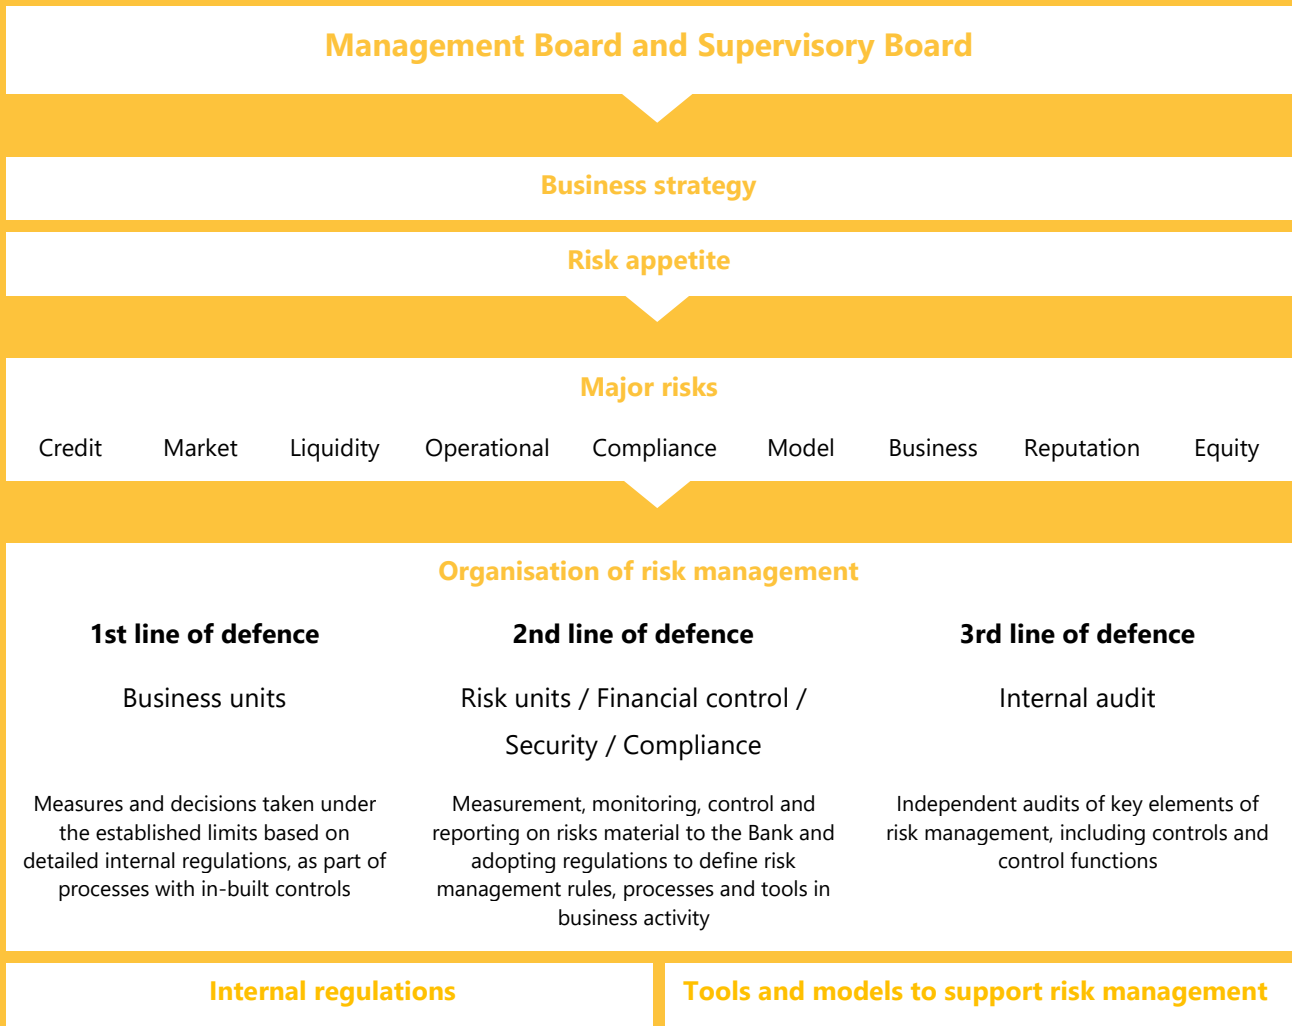 Management Board and Supervisory Board
Business strategy
Risk appetite
Major risks
Credit Market Liquidity Operational Compliance Model Business Reputation Equity
Organisation of risk management
1st line of defence
Business units
Measures and decisions taken under
the established limits based on
detailed internal regulations, as part of
processes with in-built controls
2nd line of defence
Risk units / Financial control /
Security / Compliance
Measurement, monitoring, control and
reporting on risks material to the Bank and
adopting regulations to define risk
management rules, processes and tools in
business activity
3rd line of defence
Internal audit
Independent audits of key elements of
risk management, including controls and
control functions
Internal regulations
Tools and models to support risk management